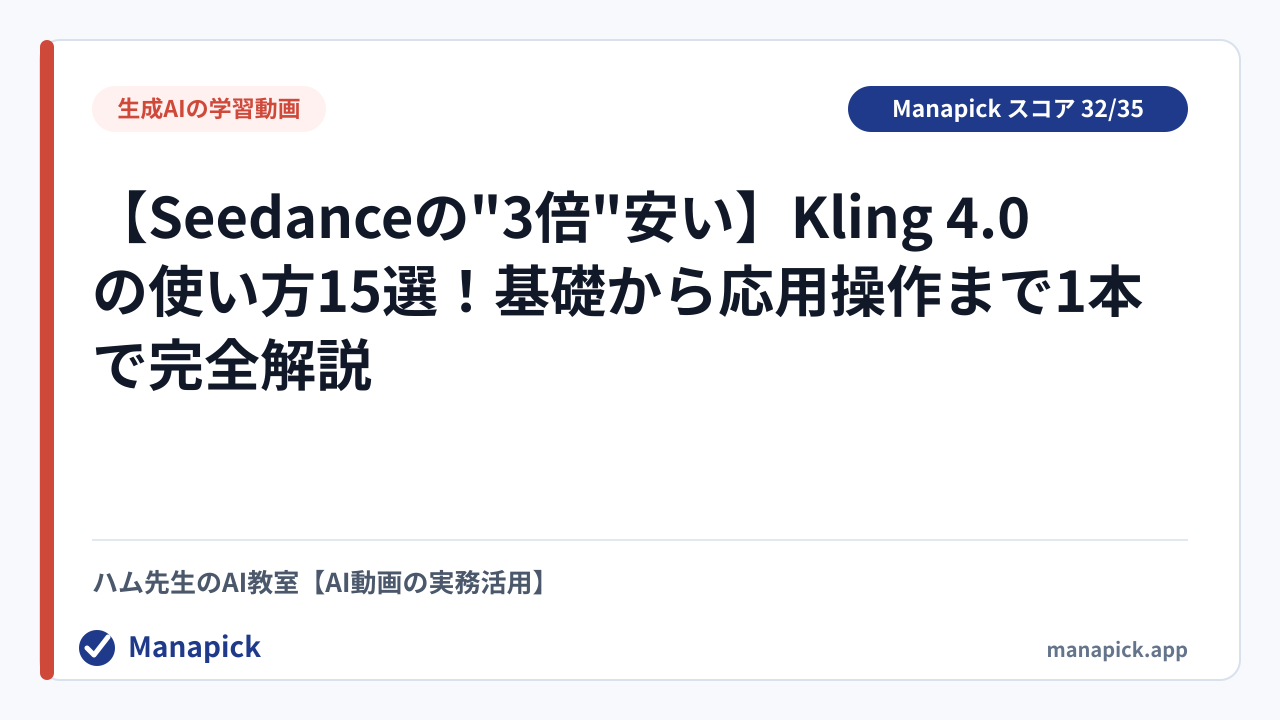 生成AIの学習動画
Manapick スコア 32/35
【Seedanceの"3倍"安い】Kling 4.0
の使い方15選！基礎から応用操作まで1本
で完全解説
ハム先生のAI教室【AI動画の実務活用】
Manapick
manapick.app